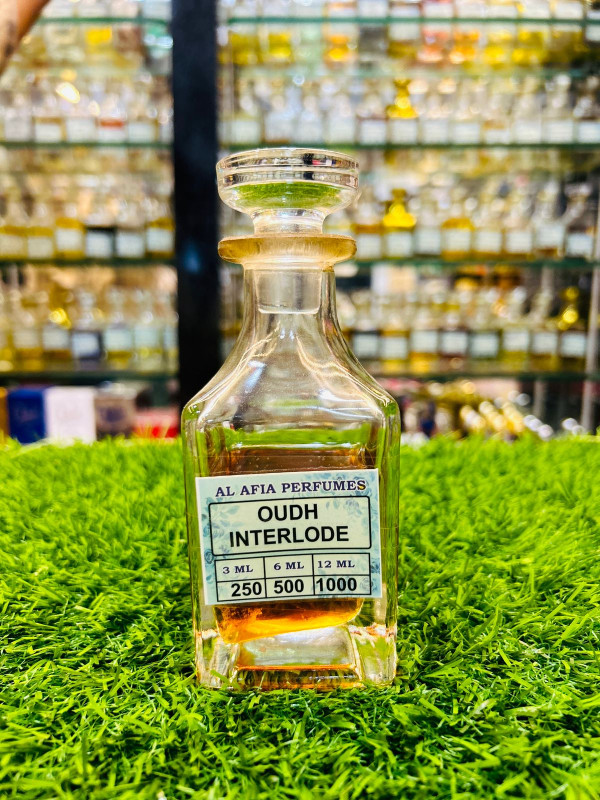 AL AFIA PERFUMES
OUDH
INTERLODE
3 ML 6 ML 12 ML
250 500 1000